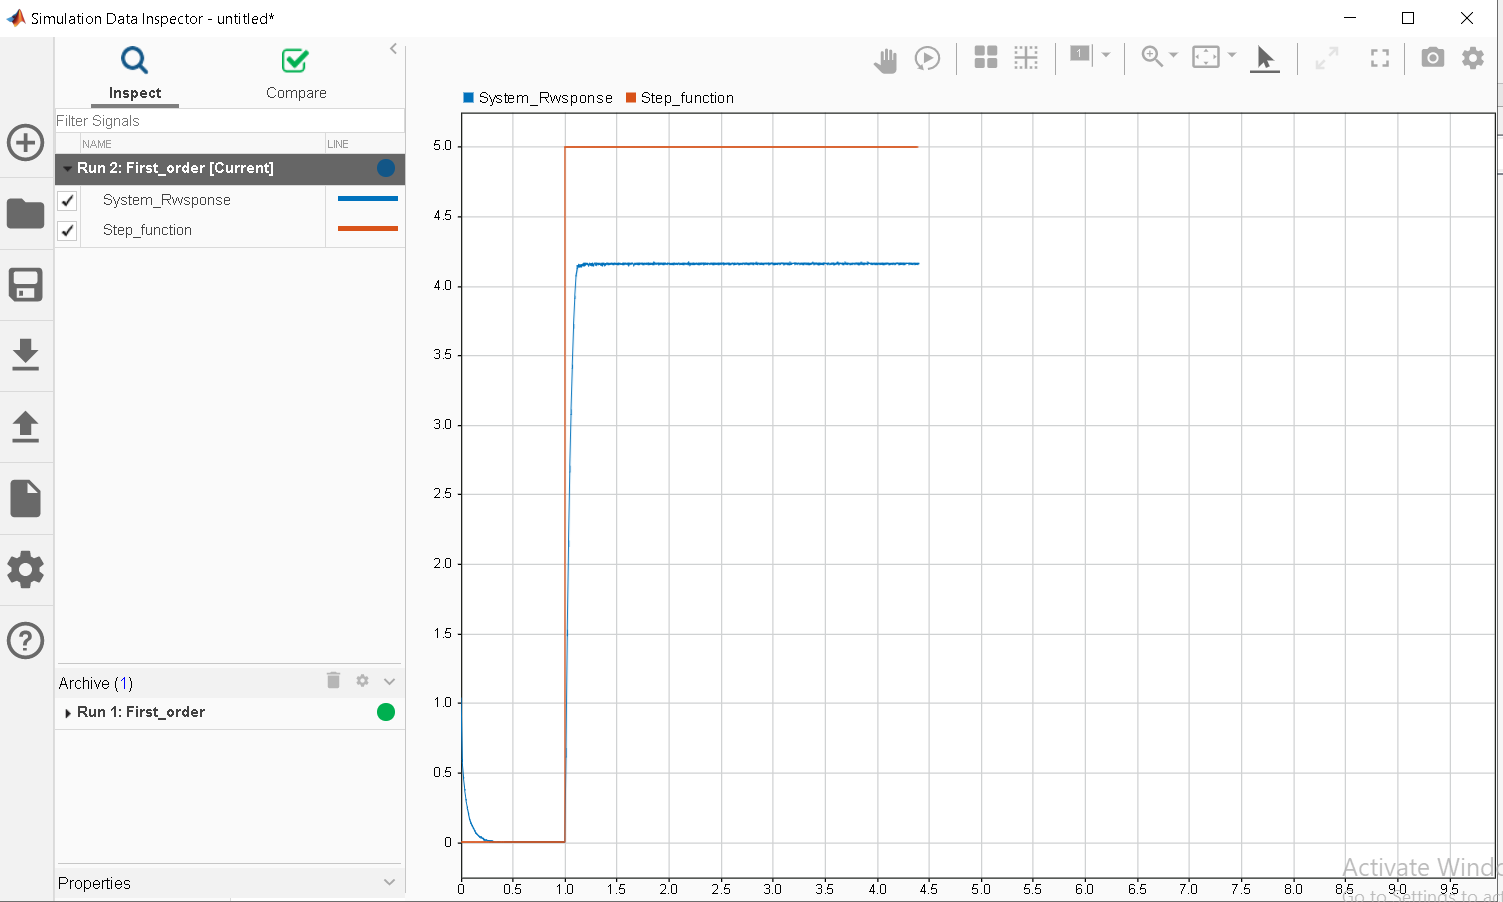 Simulation Data Inspector - untitled*
Inspect
Compare
Filter Signals
NAME
LINE
Run 2: First_order [Current]
System_Rwsponse
Step_function
Archive (1)
Run 1: First_order
Properties
1
System_Rwsponse
Step_function
5.0
4.5
4.0
3.5
3.0
2.5
2.0
1.5
1.0
0.5
0
0 0.5 1.0 1.5 2.0 2.5 3.0 3.5 4.0 4.5 5.0 5.5 6.0 6.5 7.0 7.5 8.0 8.5 9.0 9.5
Activate Windo
Go to Settings to act